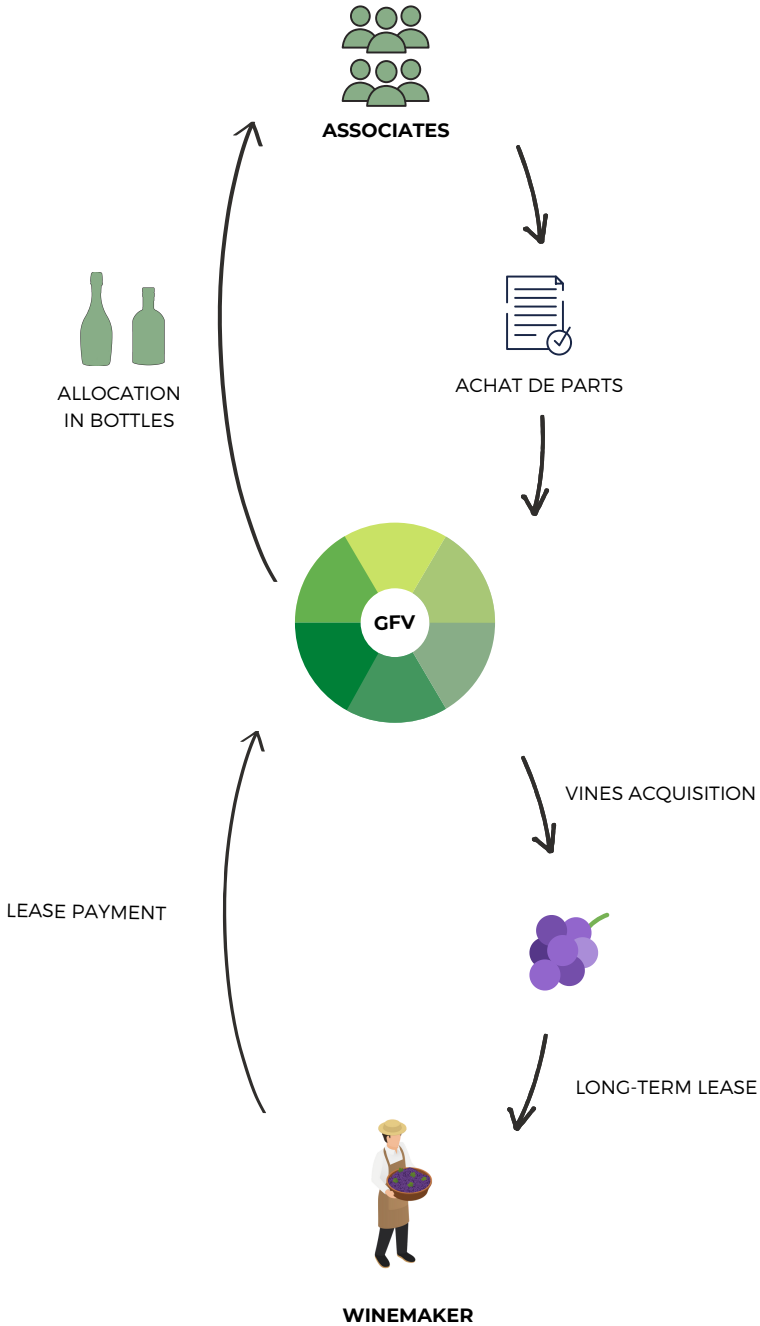 ASSOCIATES
ACHAT DE PARTS
ALLOCATION
IN BOTTLES
GFV
VINES ACQUISITION
LEASE PAYMENT
LONG-TERM LEASE
WINEMAKER